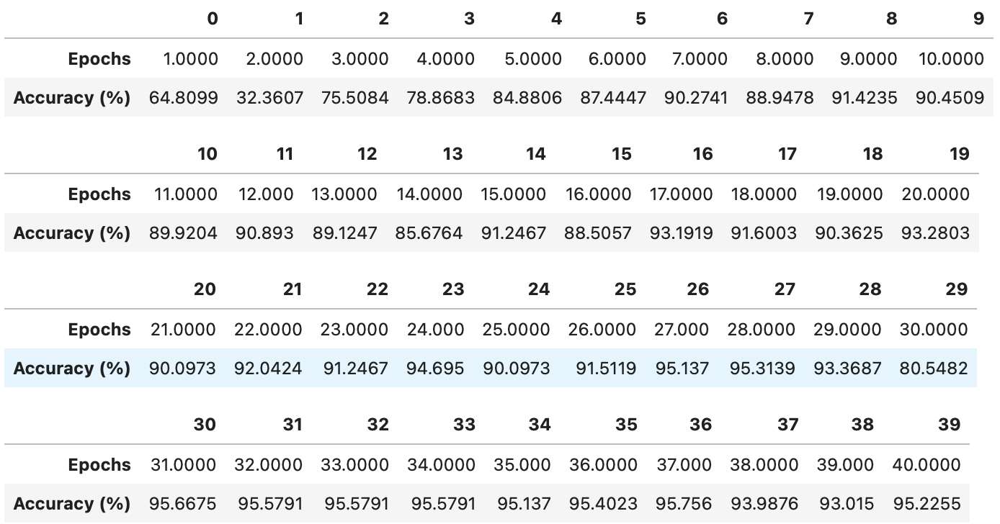 0 1 2 3 4 5 6 7 8 9
Epochs 1.0000 2.0000 3.0000 4.0000 5.0000 6.0000 7.0000 8.0000 9.0000 10.0000
Accuracy (%) 64.8099 32.3607 75.5084 78.8683 84.8806 87.4447 90.2741 88.9478 91.4235 90.4509
10 11 12 13 14 15 16 17 18 19
Epochs 11.0000 12.000 13.0000 14.0000 15.0000 16.0000 17.0000 18.0000 19.0000 20.0000
Accuracy (%) 89.9204 90.893 89.1247 85.6764 91.2467 88.5057 93.1919 91.6003 90.3625 93.2803
20 21 22 23 24 25 26 27 28 29
Epochs 21.0000 22.0000 23.0000 24.000 25.0000 26.0000 27.000 28.0000 29.0000 30.0000
Accuracy (%) 90.0973 92.0424 91.2467 94.695 90.0973 91.5119 95.137 95.3139 93.3687 80.5482
30 31 32 33 34 35 36 37 38 39
Epochs 31.0000 32.0000 33.0000 34.0000 35.000 36.0000 37.000 38.0000 39.000 40.0000
Accuracy (%) 95.6675 95.5791 95.5791 95.5791 95.137 95.4023 95.756 93.9876 93.015 95.2255